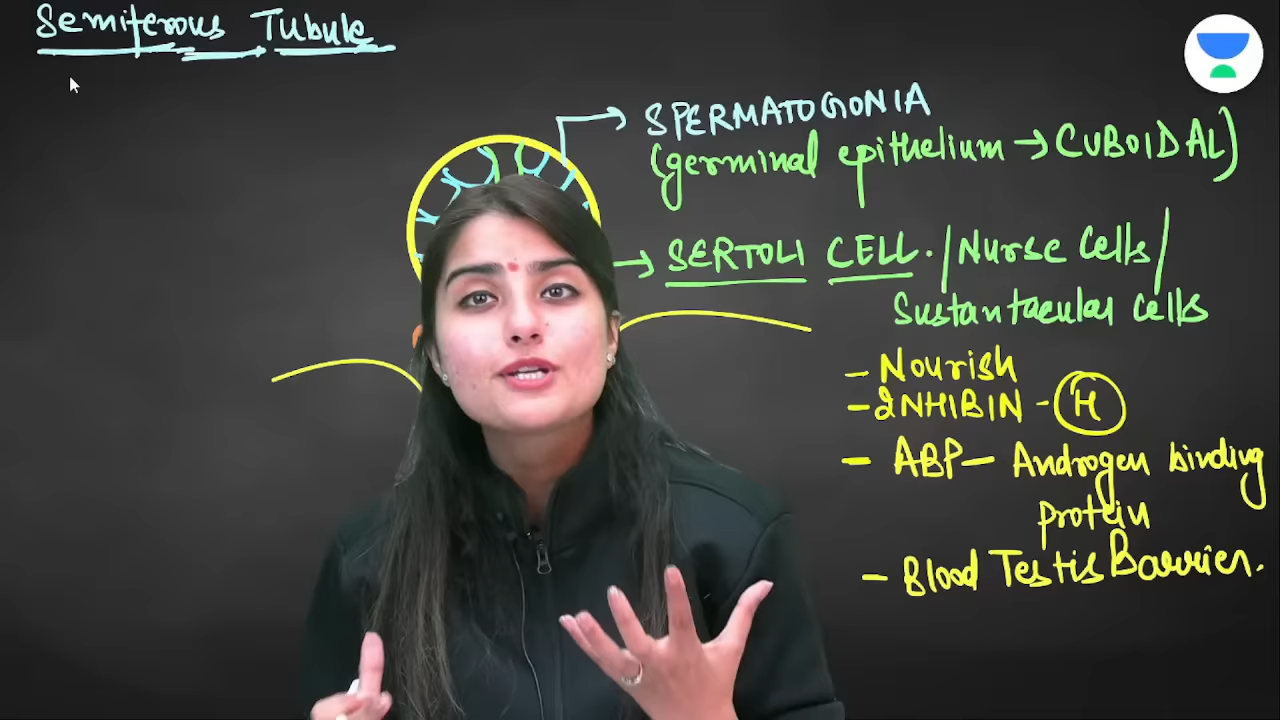 Semiferous Tubule
SPERMATOGONIA
(germinal epithelium → CUBOIDAL)
→ SERTOLI CELL. / Nurse Cells /
Sustantacular Cells
- Nourish
- INHIBIN - H
- ABP - Androgen binding
protein
- Blood Testis Barrier.